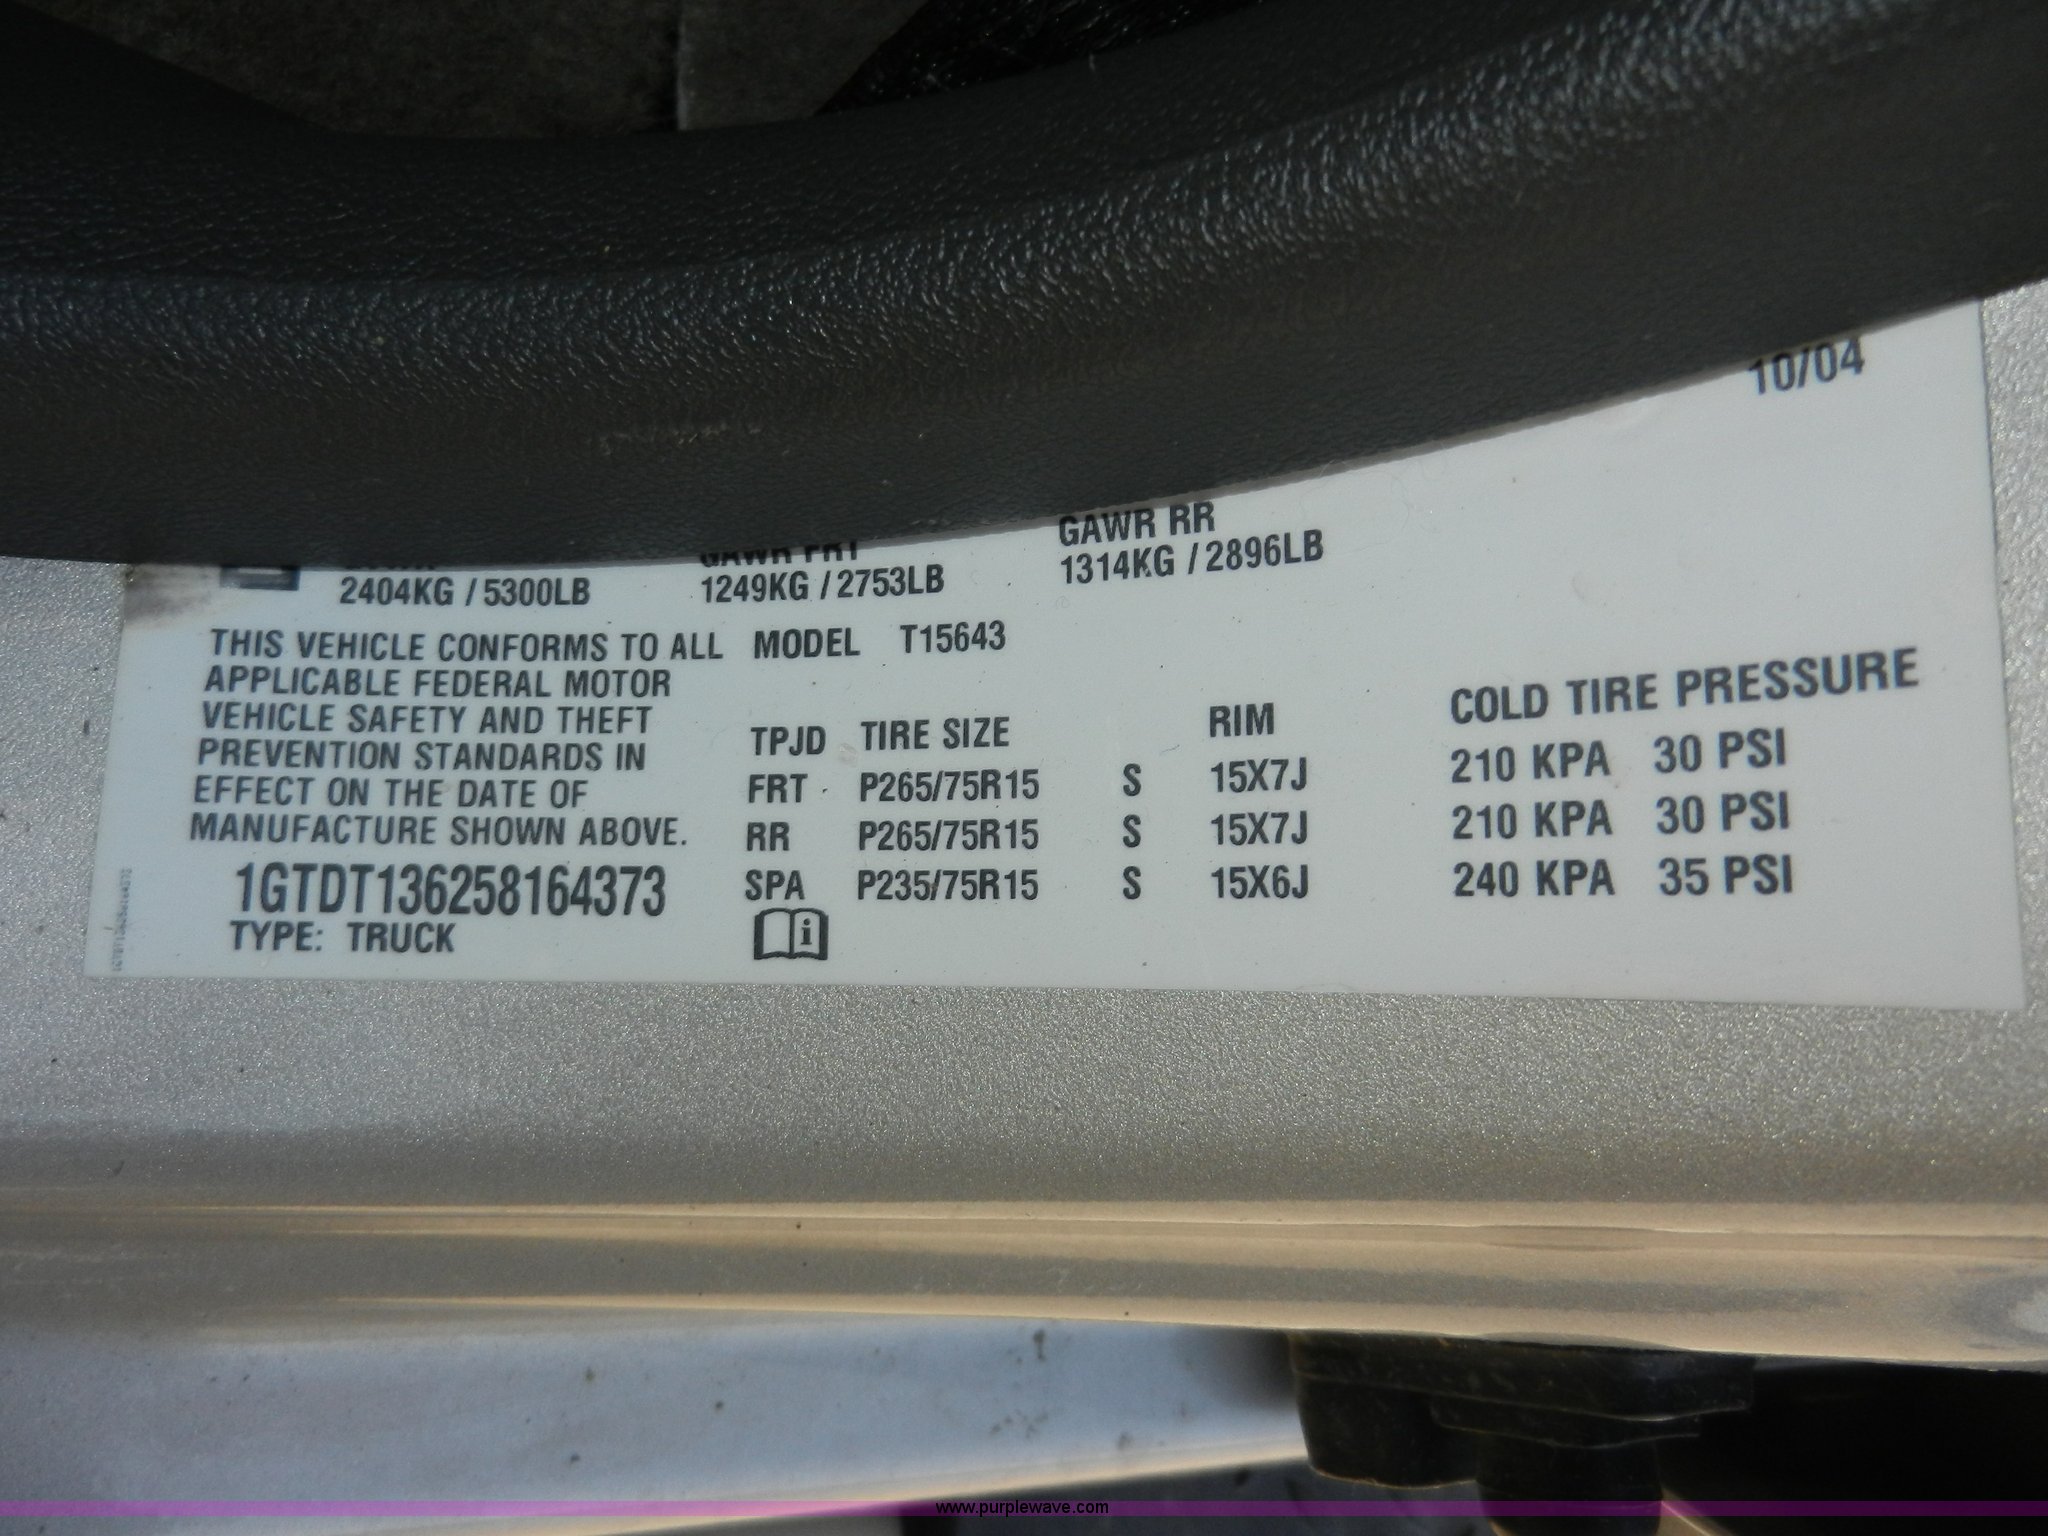 10/04
GAWR FRT
GAWR RR
2404KG / 5300LB
1249KG / 2753LB
1314KG / 2896LB
THIS VEHICLE CONFORMS TO ALL
APPLICABLE FEDERAL MOTOR
VEHICLE SAFETY AND THEFT
PREVENTION STANDARDS IN
EFFECT ON THE DATE OF
MANUFACTURE SHOWN ABOVE.
1GTDT136258164373
TYPE: TRUCK
MODEL T15643
TPJD TIRE SIZE RIM COLD TIRE PRESSURE
FRT P265/75R15 S 15X7J 210 KPA 30 PSI
RR P265/75R15 S 15X7J 210 KPA 30 PSI
SPA P235/75R15 S 15X6J 240 KPA 35 PSI
i
www.purplewave.com